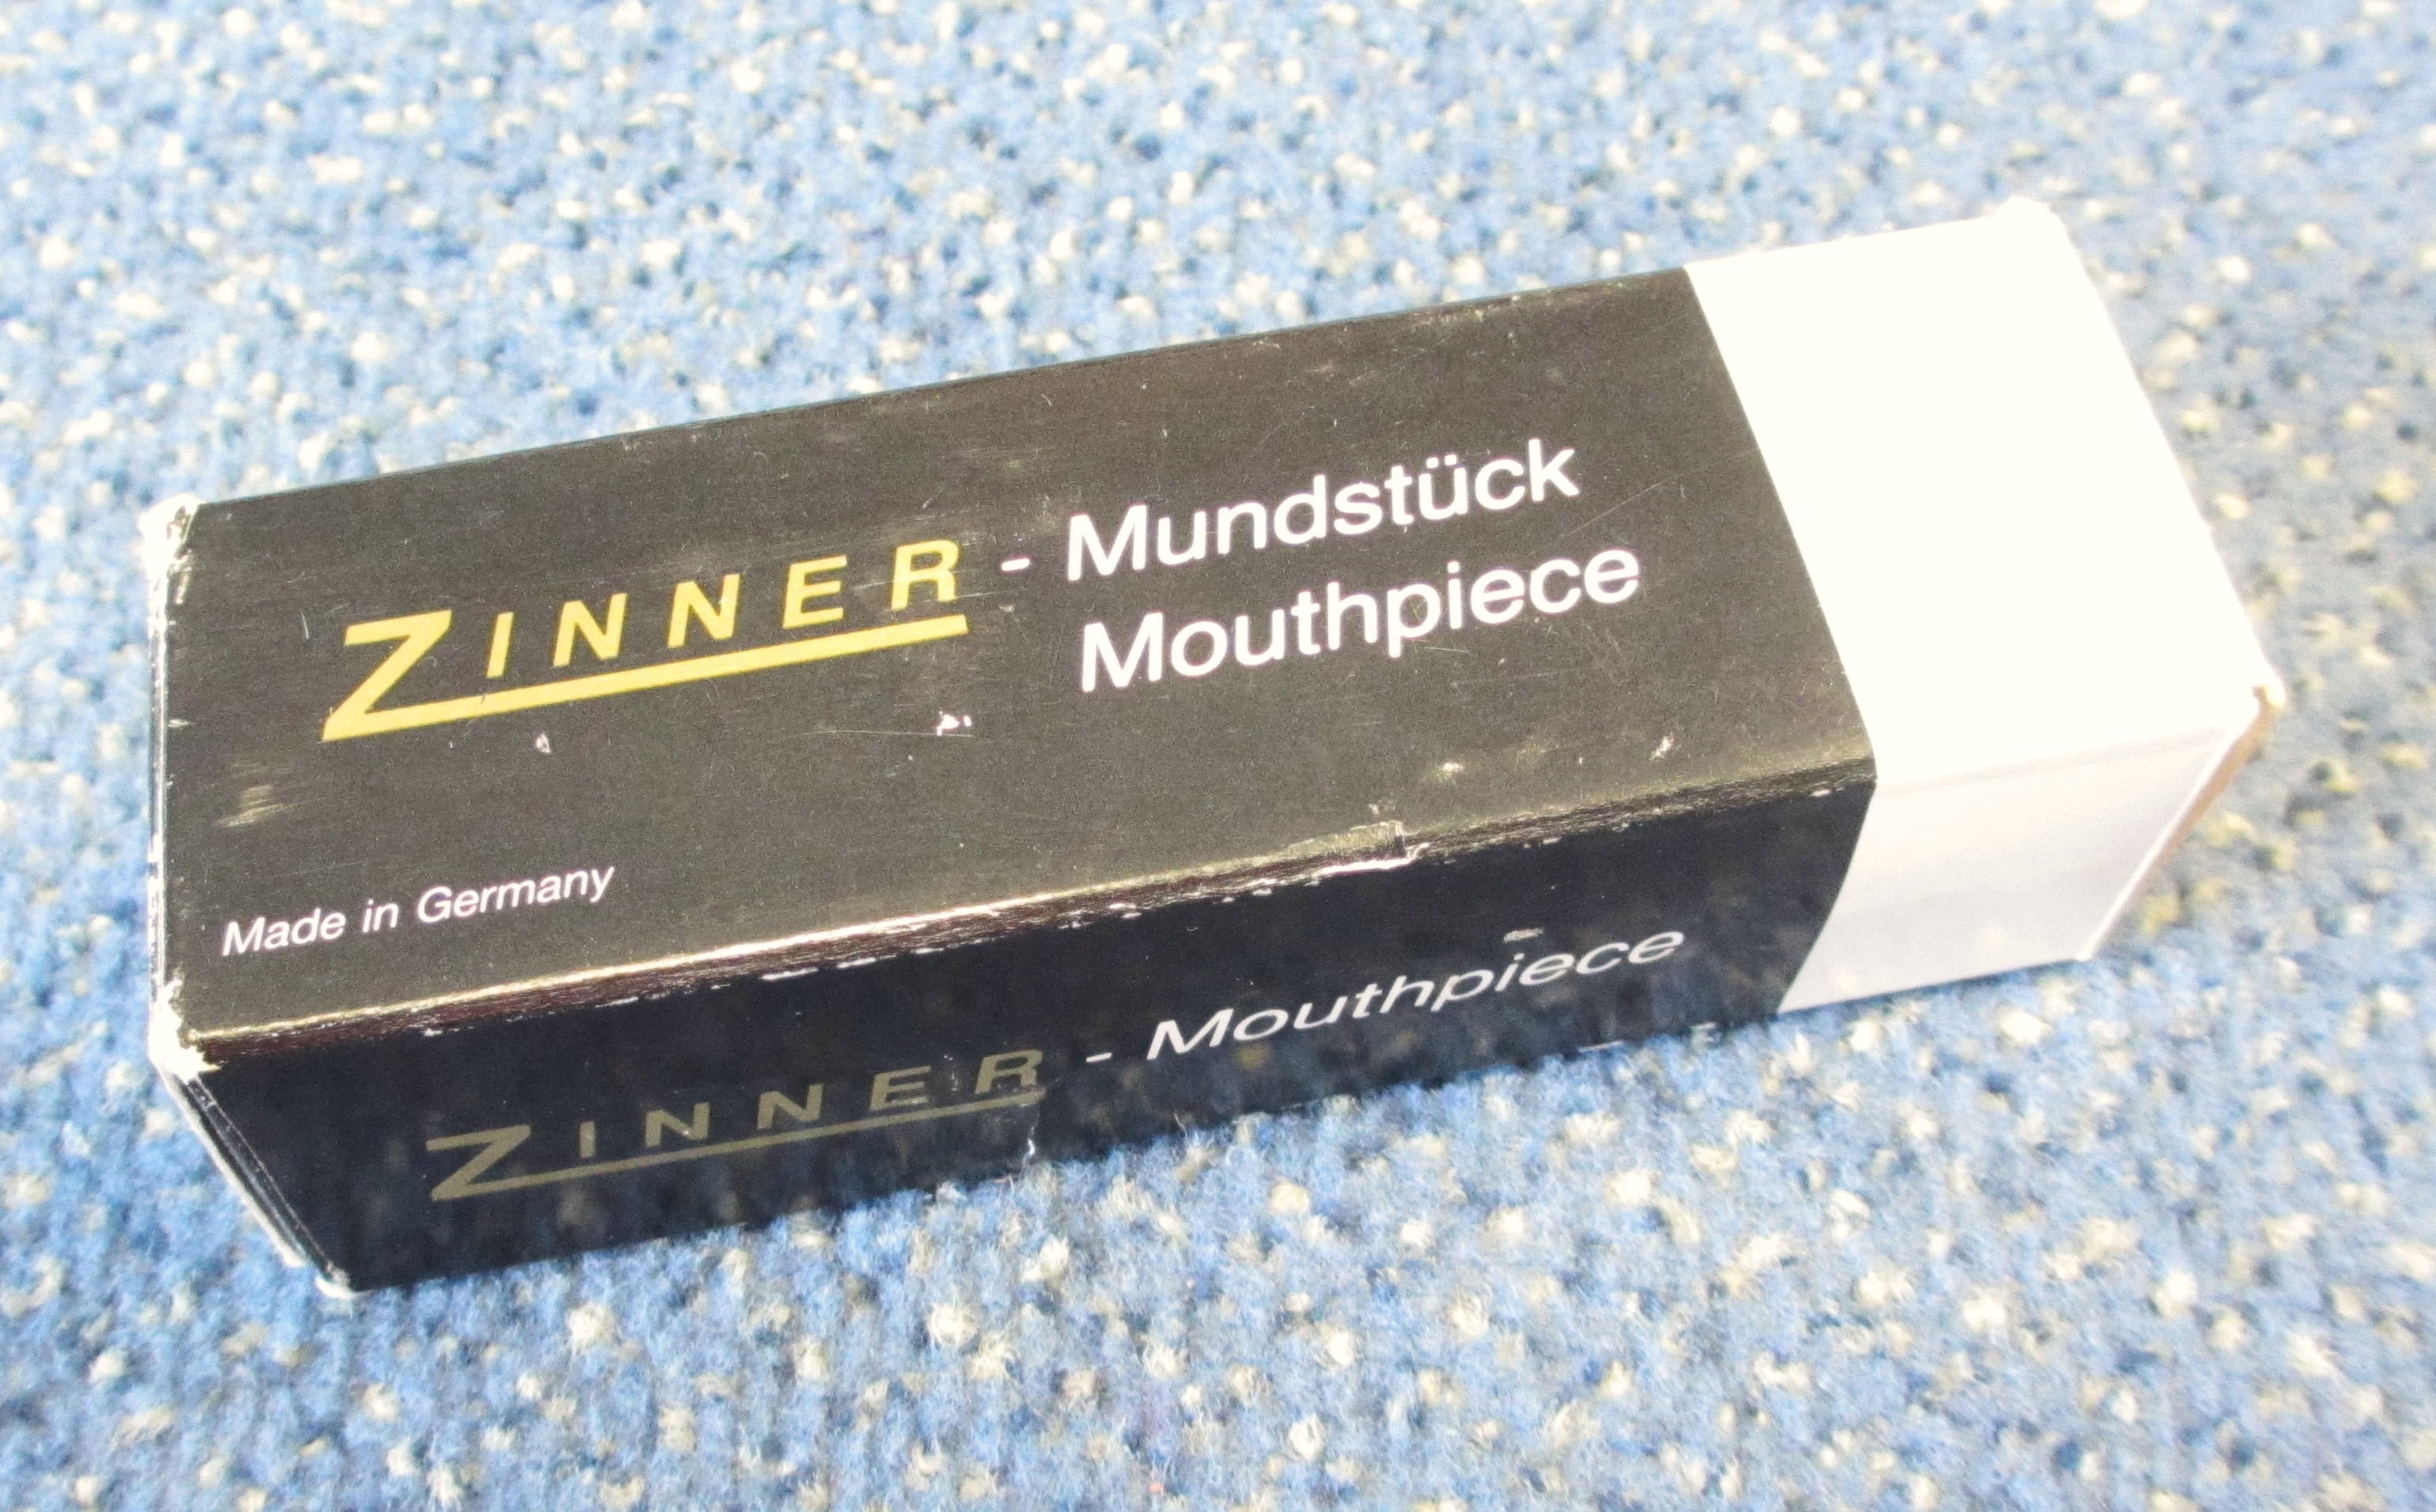 ZINNER - Mundstück
Mouthpiece
Made in Germany
ZINNER - Mouthpiece